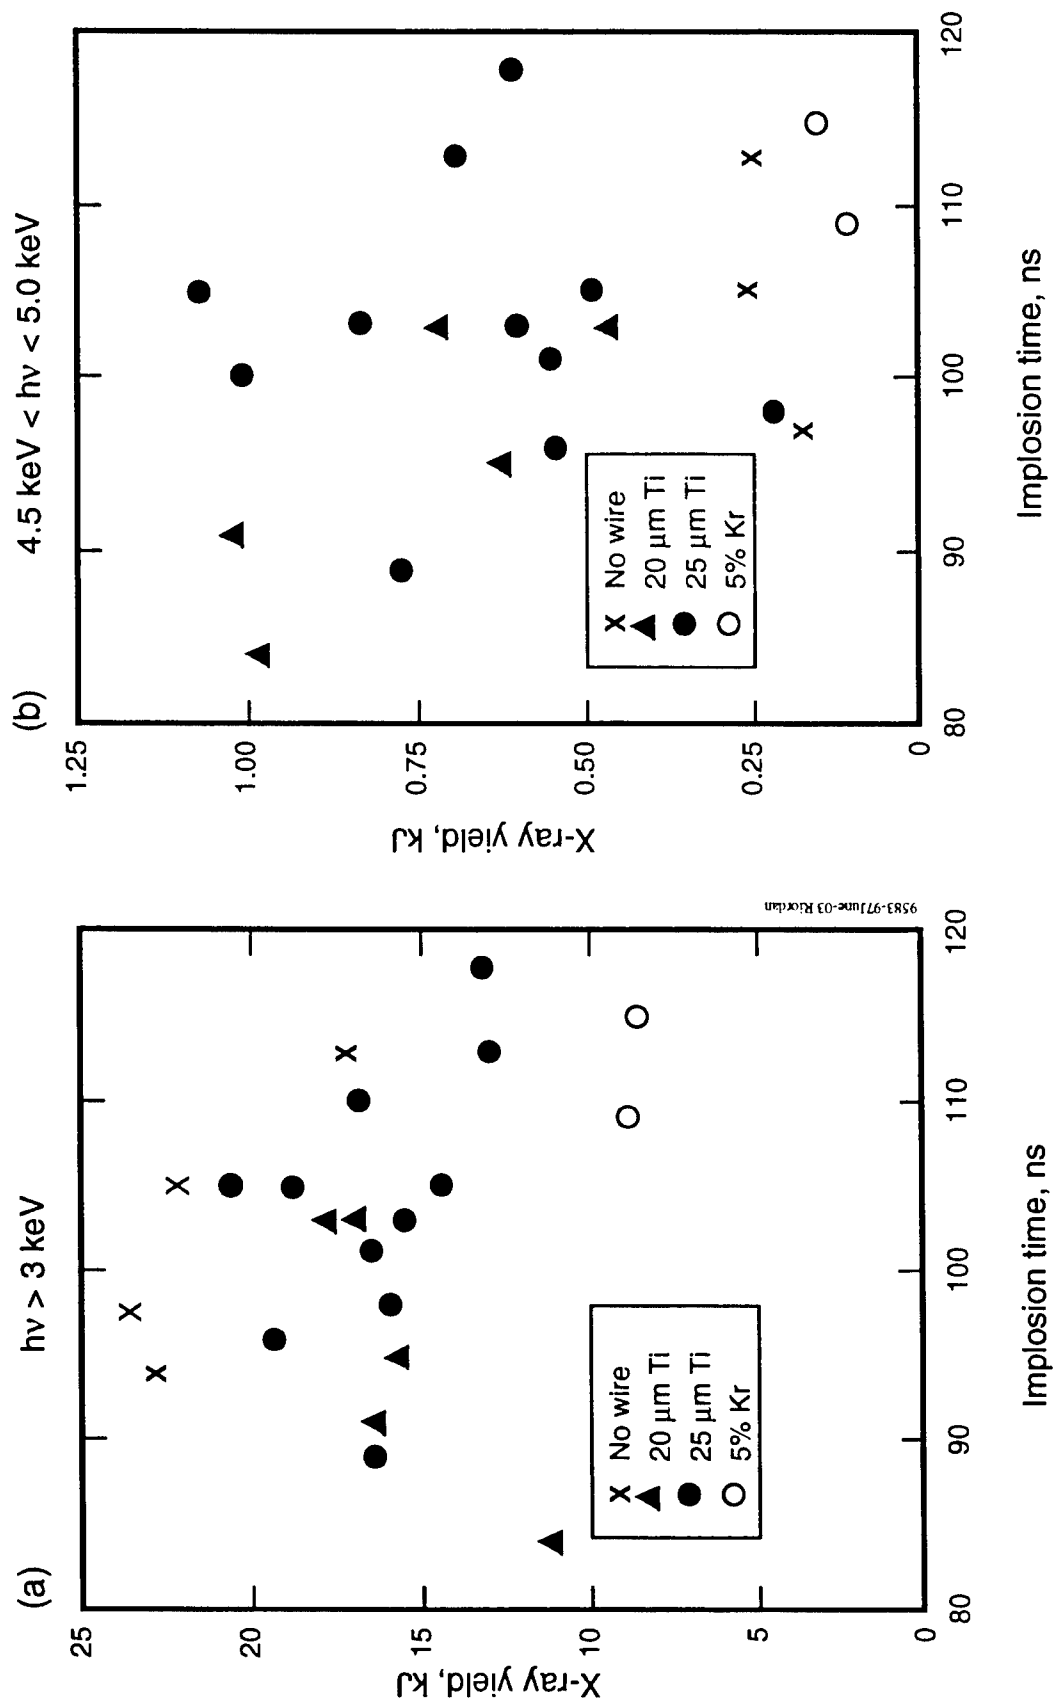 (a)
hν > 3 keV
X-ray yield, kJ
25
20
15
10
5
0
X No wire
▲ 20 μm Ti
● 25 μm Ti
○ 5% Kr
80
90
100
110
120
Implosion time, ns
9583-97June-03 Riordan
(b)
4.5 keV < hν < 5.0 keV
X-ray yield, kJ
1.25
1.00
0.75
0.50
0.25
0
X No wire
▲ 20 μm Ti
● 25 μm Ti
○ 5% Kr
80
90
100
110
120
Implosion time, ns